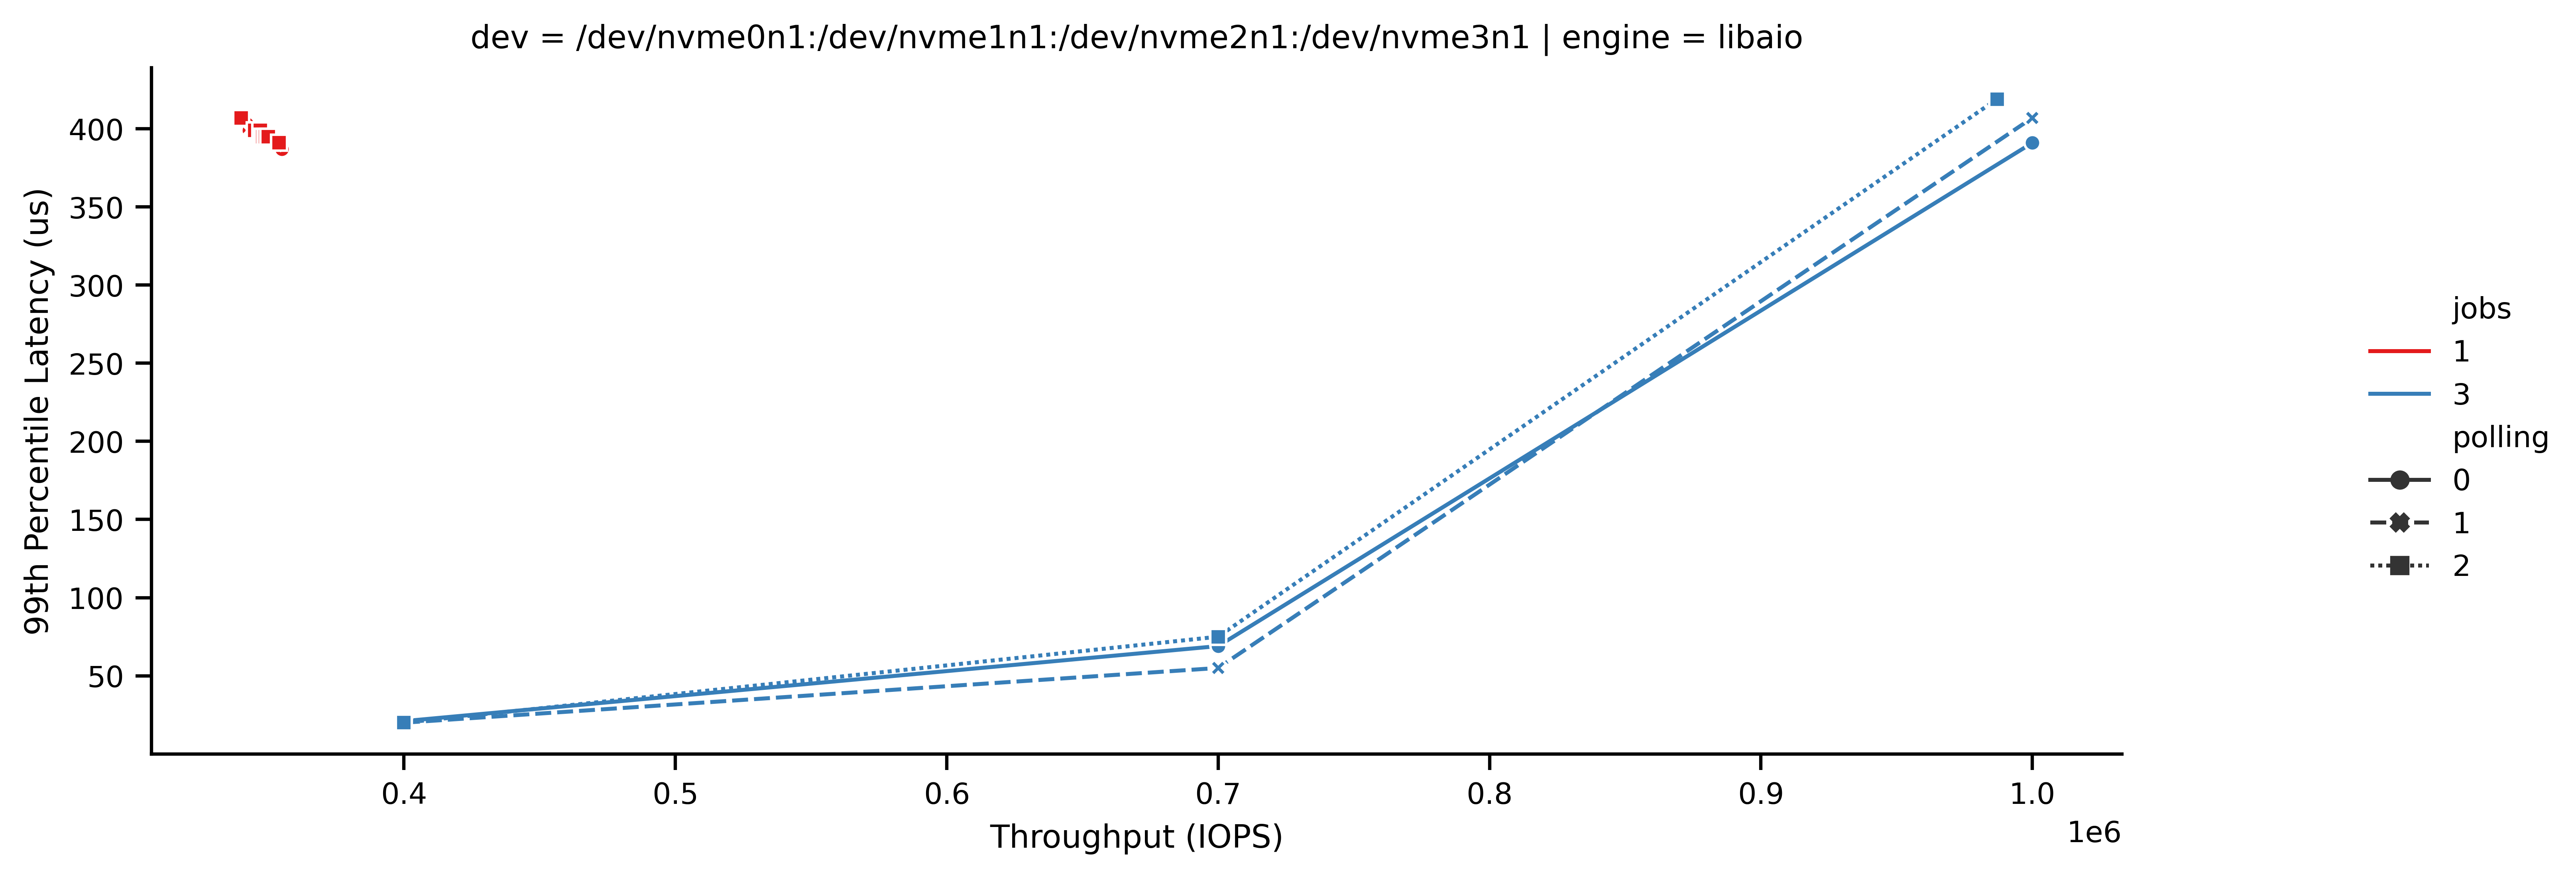 dev = /dev/nvme0n1:/dev/nvme1n1:/dev/nvme2n1:/dev/nvme3n1 | engine = libaio
99th Percentile Latency (us)
400
350
300
250
200
150
100
50
0.4 0.5 0.6 0.7 0.8 0.9 1.0
1e6
Throughput (IOPS)
jobs
1
3
polling
0
1
2